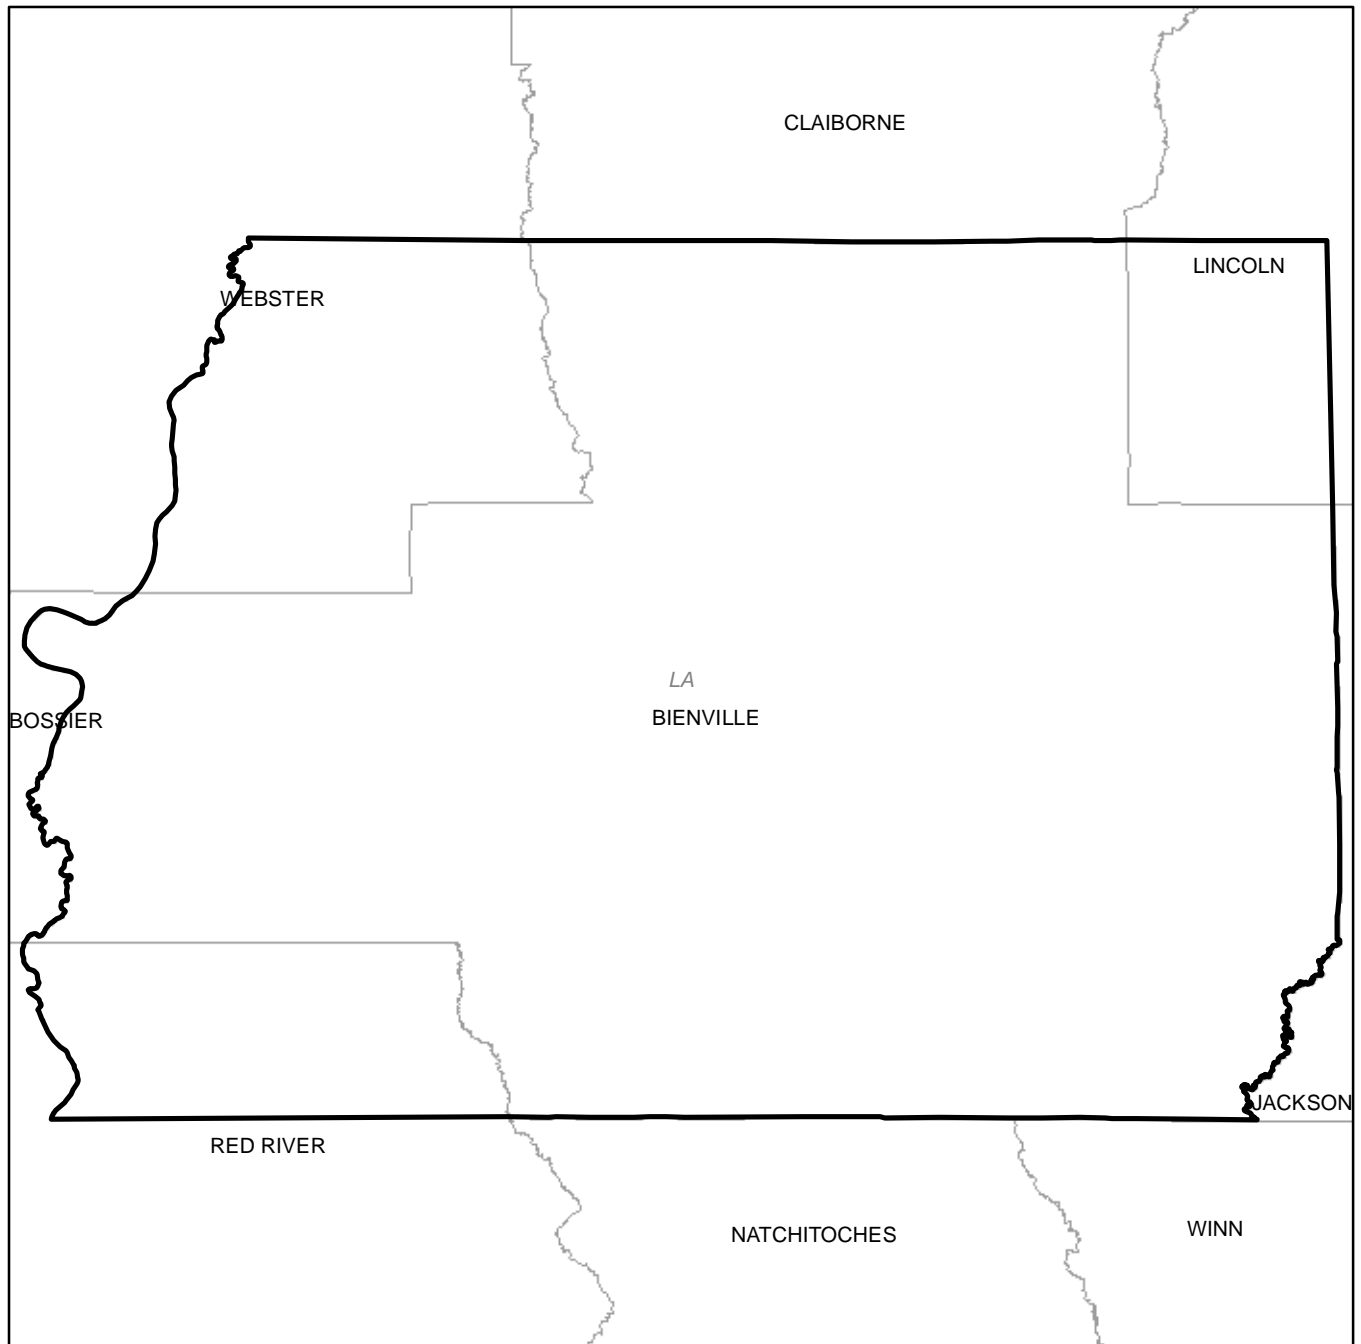 CLAIBORNE
LINCOLN
WEBSTER
LA
BIENVILLE
BOSSIER
JACKSON
RED RIVER
WINN
NATCHITOCHES